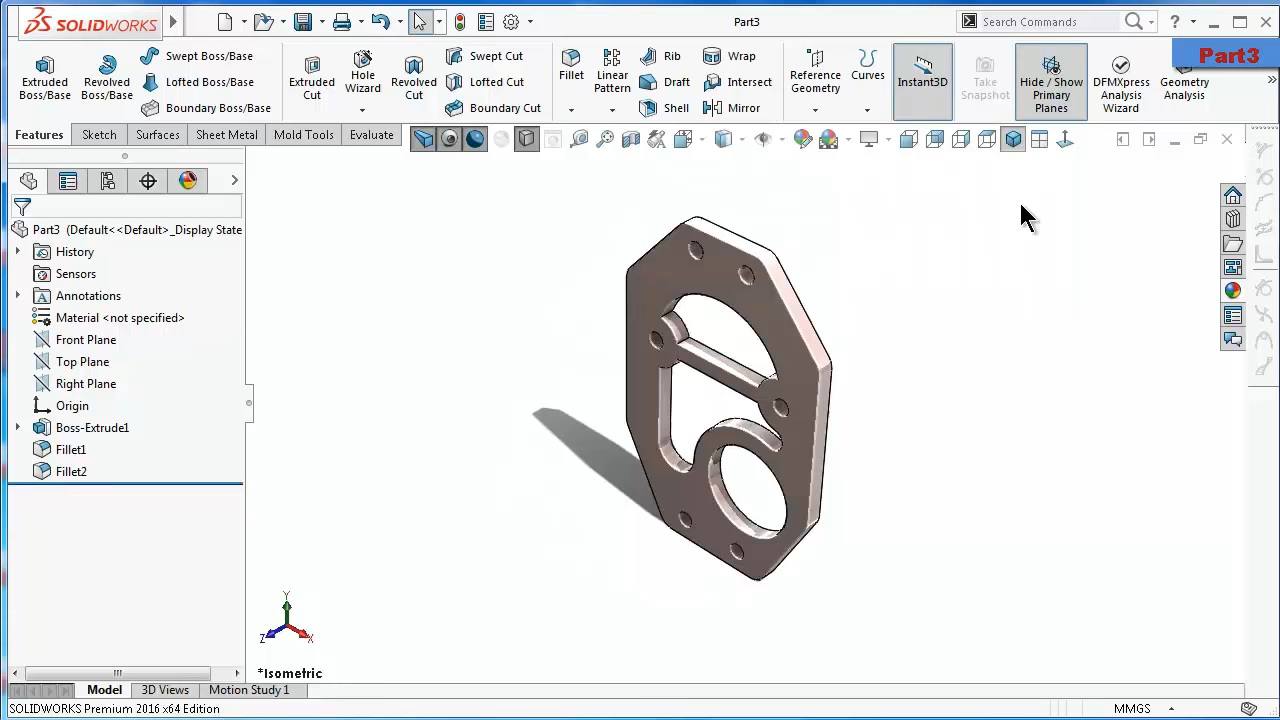 SOLIDWORKS
Part3
Search Commands
Part3
Extruded Boss/Base
Revolved Boss/Base
Swept Boss/Base
Lofted Boss/Base
Boundary Boss/Base
Extruded Cut
Hole Wizard
Revolved Cut
Swept Cut
Lofted Cut
Boundary Cut
Fillet
Linear Pattern
Rib
Draft
Shell
Wrap
Intersect
Mirror
Reference Geometry
Curves
Instant3D
Take Snapshot
Hide / Show Primary Planes
DFMXpress Analysis Wizard
Geometry Analysis
Features
Sketch
Surfaces
Sheet Metal
Mold Tools
Evaluate
Part3 (Default<<Default>_Display State
History
Sensors
Annotations
Material <not specified>
Front Plane
Top Plane
Right Plane
Origin
Boss-Extrude1
Fillet1
Fillet2
Y
Z
X
*Isometric
Model
3D Views
Motion Study 1
SOLIDWORKS Premium 2016 x64 Edition
MMGS